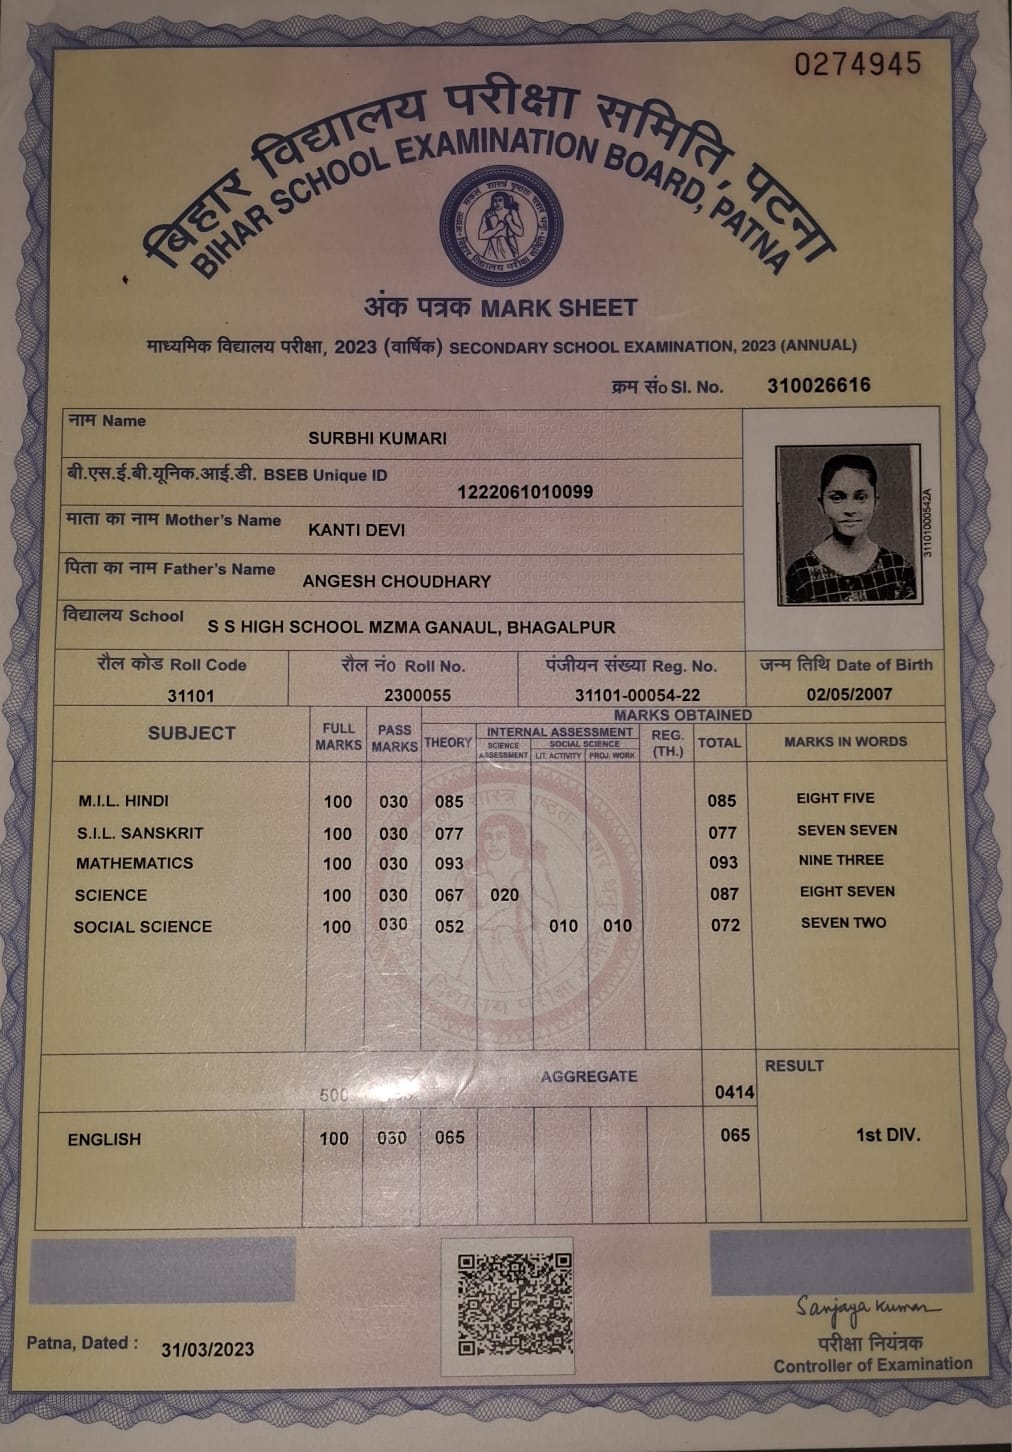 0274945
बिहार विद्यालय परीक्षा समिति, पटना
BIHAR SCHOOL EXAMINATION BOARD, PATNA
अंक पत्रक MARK SHEET
माध्यमिक विद्यालय परीक्षा, 2023 (वार्षिक) SECONDARY SCHOOL EXAMINATION, 2023 (ANNUAL)
क्रम सं० Sl. No. 310026616
नाम Name
SURBHI KUMARI
बी.एस.ई.बी.यूनिक.आई.डी. BSEB Unique ID
1222061010099
माता का नाम Mother's Name
KANTI DEVI
पिता का नाम Father's Name
ANGESH CHOUDHARY
विद्यालय School
S S HIGH SCHOOL MZMA GANAUL, BHAGALPUR
31101000542A
रौल कोड Roll Code रौल नं० Roll No. पंजीयन संख्या Reg. No. जन्म तिथि Date of Birth
31101 2300055 31101-00054-22 02/05/2007
SUBJECT FULL MARKS PASS MARKS MARKS OBTAINED
THEORY INTERNAL ASSESSMENT REG. (TH.) TOTAL MARKS IN WORDS
SCIENCE ASSESSMENT SOCIAL SCIENCE
LIT. ACTIVITY PROJ. WORK
M.I.L. HINDI 100 030 085 085 EIGHT FIVE
S.I.L. SANSKRIT 100 030 077 077 SEVEN SEVEN
MATHEMATICS 100 030 093 093 NINE THREE
SCIENCE 100 030 067 020 087 EIGHT SEVEN
SOCIAL SCIENCE 100 030 052 010 010 072 SEVEN TWO
500 AGGREGATE 0414 RESULT
ENGLISH 100 030 065 065 1st DIV.
Sanjaya Kumar
Patna, Dated : 31/03/2023
परीक्षा नियंत्रक
Controller of Examination